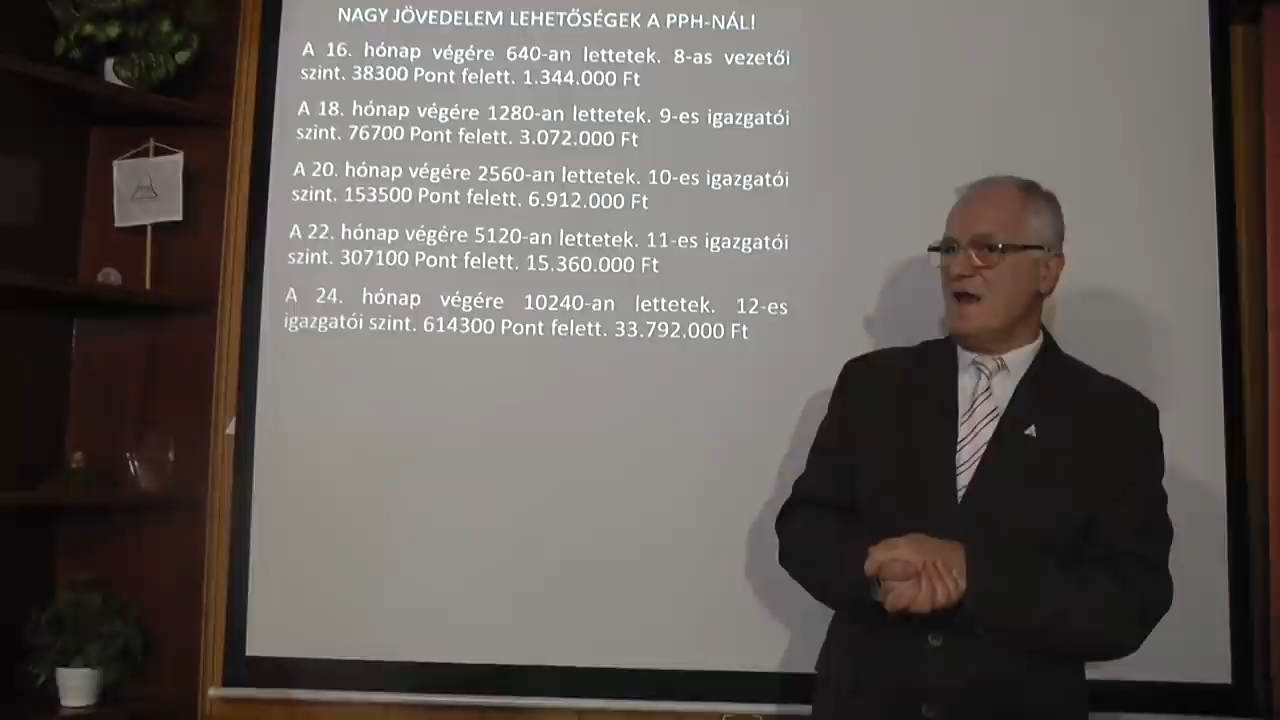 NAGY JÖVEDELEM LEHETŐSÉGEK A PPH-NÁL!
A 16. hónap végére 640-an lettetek. 8-as vezetői
szint. 38300 Pont felett. 1.344.000 Ft
A 18. hónap végére 1280-an lettetek. 9-es igazgatói
szint. 76700 Pont felett. 3.072.000 Ft
A 20. hónap végére 2560-an lettetek. 10-es igazgatói
szint. 153500 Pont felett. 6.912.000 Ft
A 22. hónap végére 5120-an lettetek. 11-es igazgatói
szint. 307100 Pont felett. 15.360.000 Ft
A 24. hónap végére 10240-an lettetek. 12-es
igazgatói szint. 614300 Pont felett. 33.792.000 Ft